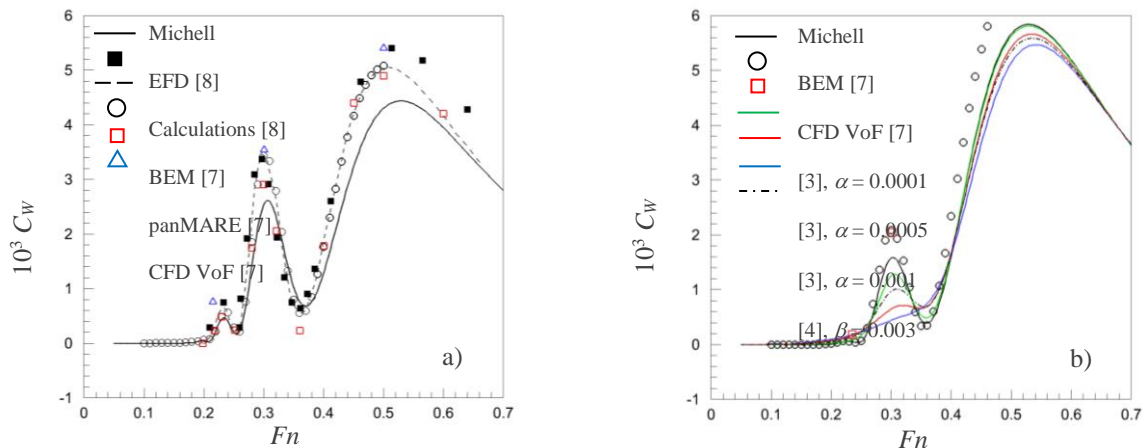 6
5
4
3
2
1
0
-1
0
0.1
0.2
0.3
0.4
0.5
0.6
0.7
10³ C_W
Fn
Michell
EFD [8]
Calculations [8]
BEM [7]
panMARE [7]
CFD VoF [7]
a)
6
5
4
3
2
1
0
-1
0
0.1
0.2
0.3
0.4
0.5
0.6
0.7
10³ C_W
Fn
Michell
BEM [7]
CFD VoF [7]
[3], α = 0.0001
[3], α = 0.0005
[3], α = 0.001
[4], β = 0.003
b)